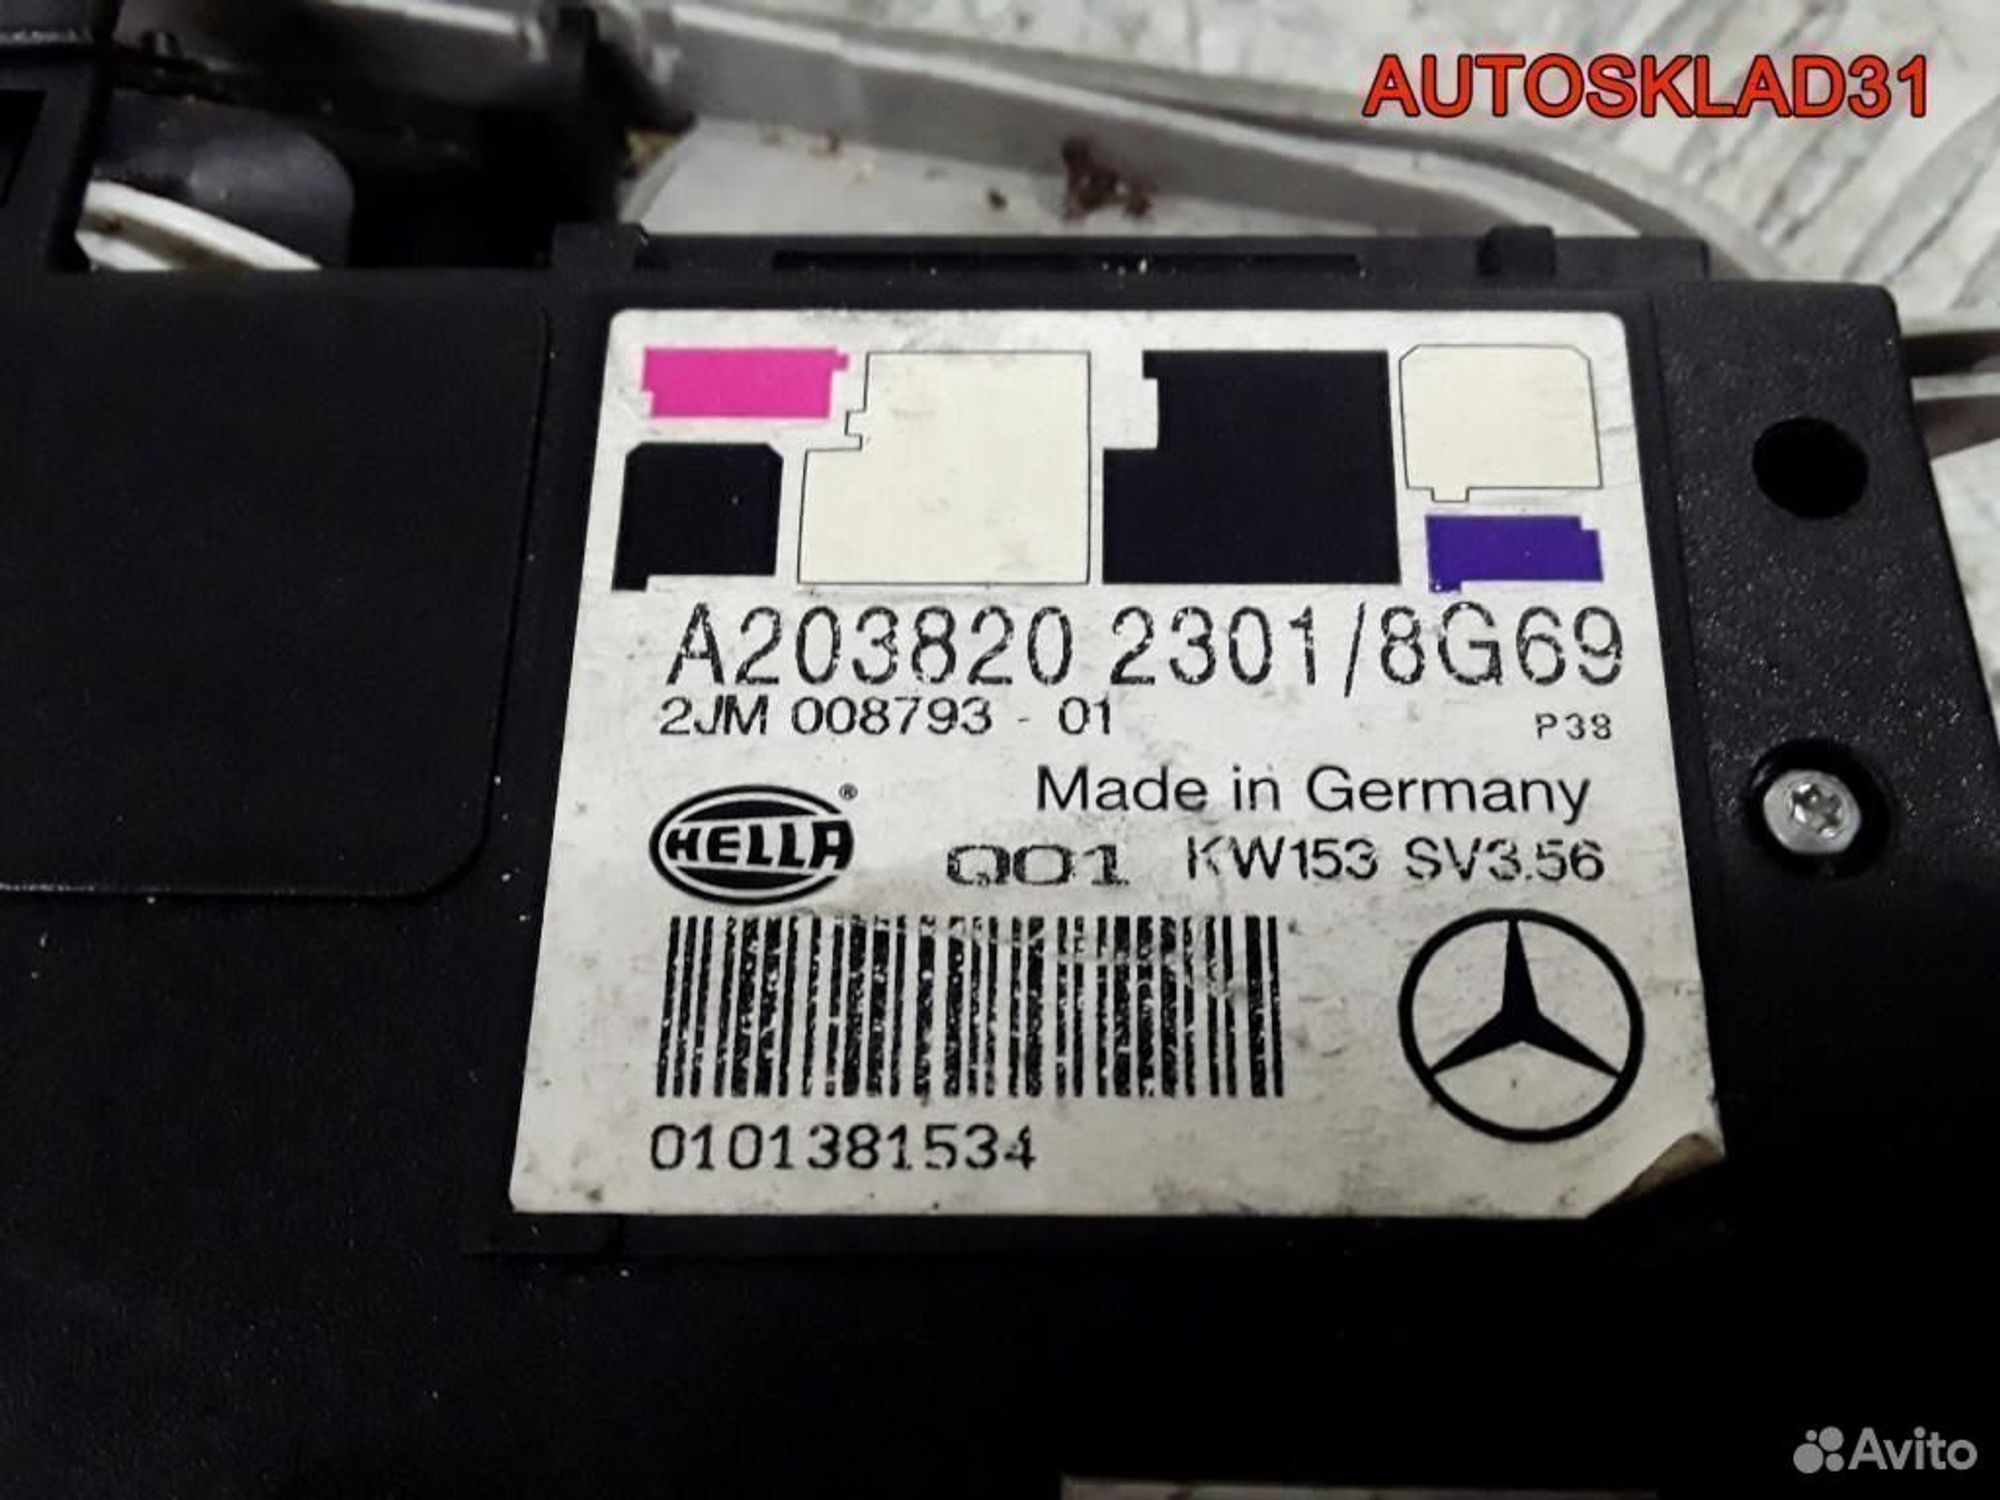 AUTOSKLAD31
A203820 2301/8G69
2JM 008793 - 01 P38
Made in Germany
HELLA ® Q01 KW153 SV3.56
0101381534
Avito